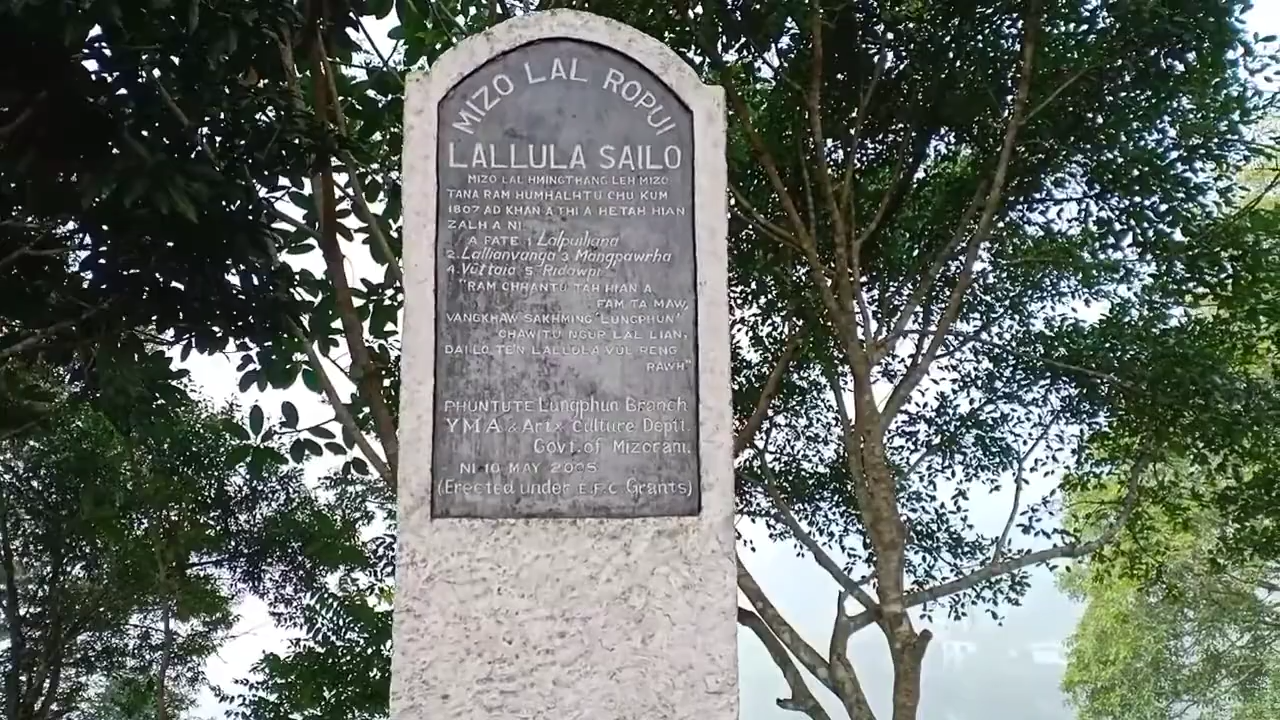 MIZO LAL ROPUI
LALLULA SAILO
MIZO LAL HMINGTHANG LEH MIZO
TANA RAM HUMHALHTU CHU KUM
1807 AD KHAN A THI A HETAH HIAN
ZALH A NI
A FATE 1 Lalpuiliana
2. Lallianvanga 3 Mangpawrha
4. Vuttaia 5. Ridawpi
"RAM CHHANTU TAH HIAN A
FAM TA MAW,
VANGKHAW SAKHMING "LUNGPHUN"
CHAWITU NGUR LAL LIAN,
DAI LO TE'N LALLULA VUL RENG
RAWH"
PHUNTUTE Lungphun Branch
Y.M.A & Art & Culture Deptt.
Govt. of Mizoram.
NI 10 MAY 2005
(Erected under E.F.C Grants)